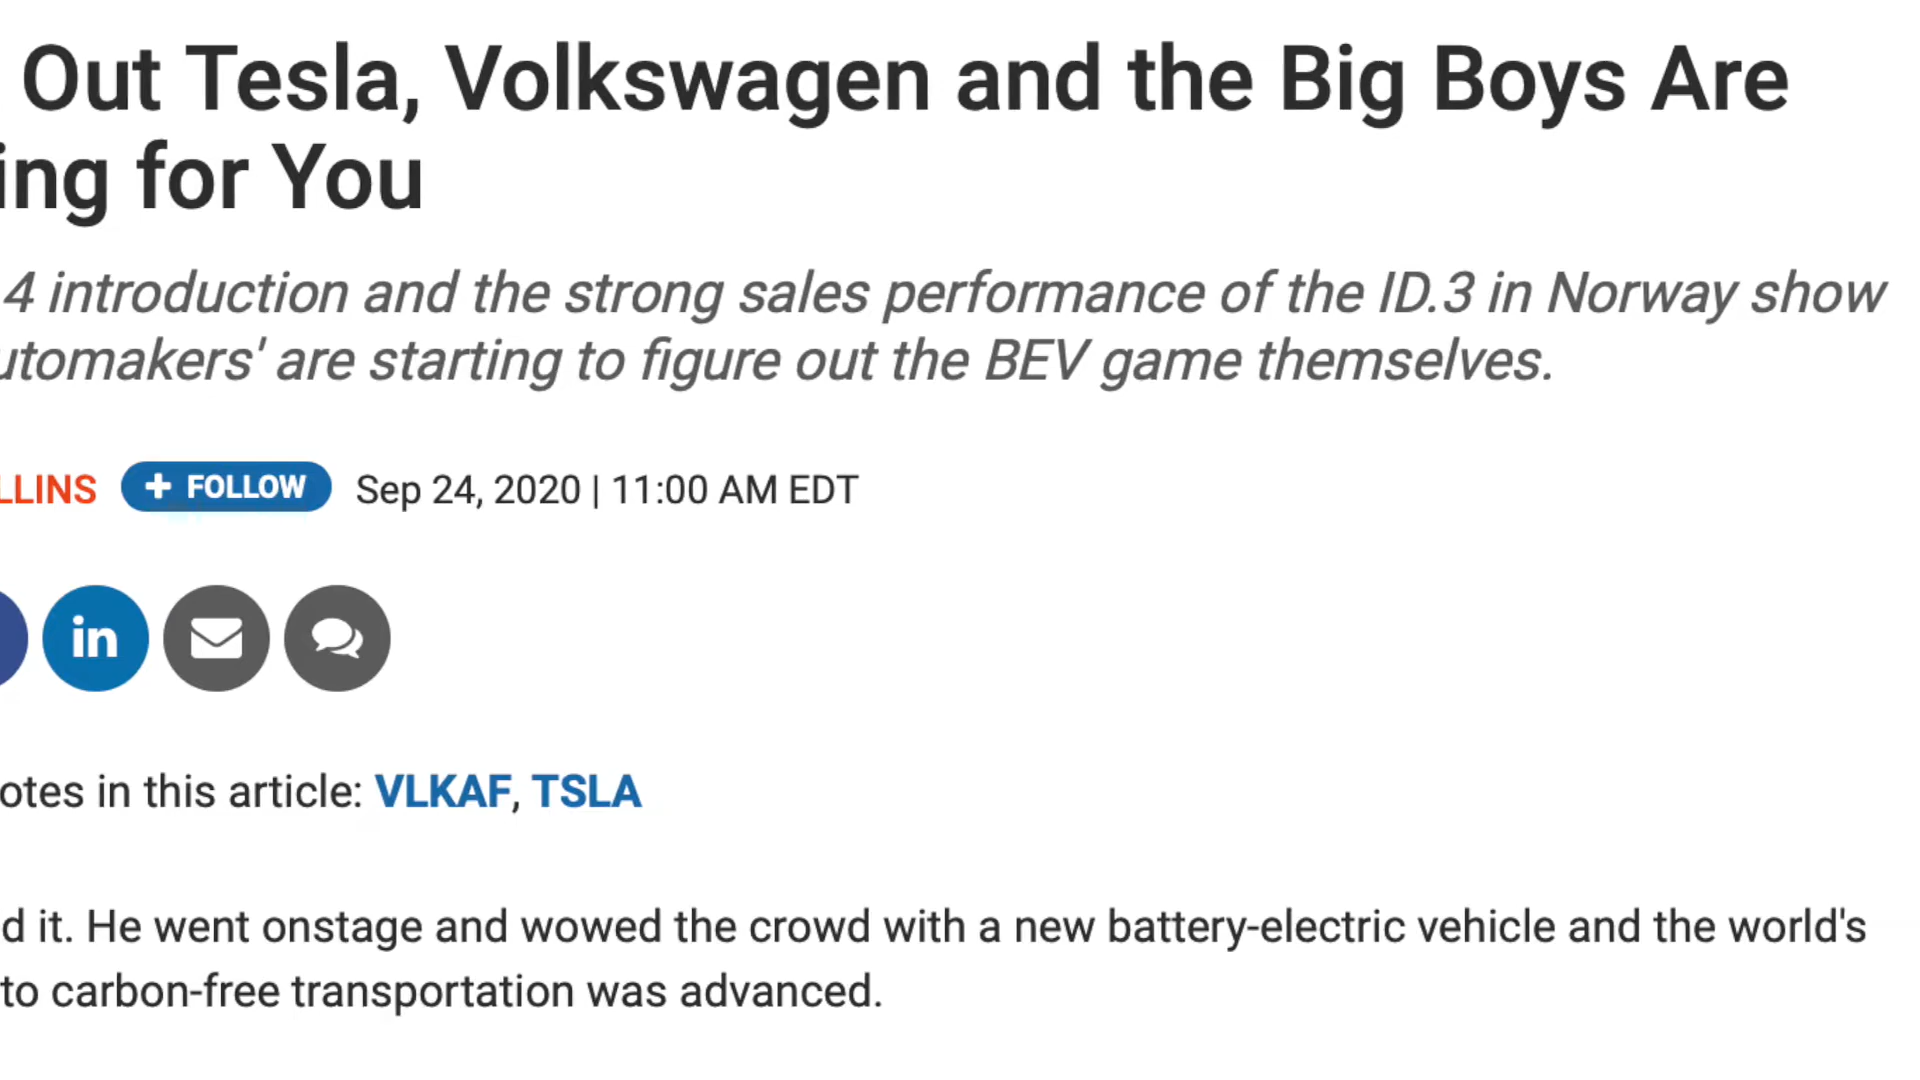 Out Tesla, Volkswagen and the Big Boys Are
ing for You
4 introduction and the strong sales performance of the ID.3 in Norway show
utomakers' are starting to figure out the BEV game themselves.
LLINS + FOLLOW Sep 24, 2020 | 11:00 AM EDT
in
otes in this article: VLKAF, TSLA
d it. He went onstage and wowed the crowd with a new battery-electric vehicle and the world's
to carbon-free transportation was advanced.